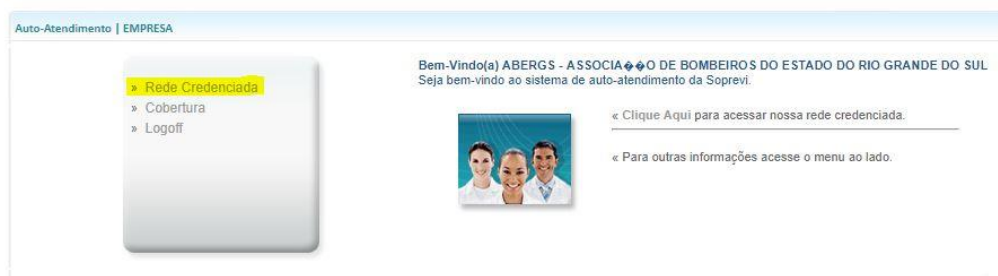 Auto-Atendimento | EMPRESA
» Rede Credenciada
» Cobertura
» Logoff
Bem-Vindo(a) ABERGS - ASSOCIA��O DE BOMBEIROS DO ESTADO DO RIO GRANDE DO SUL
Seja bem-vindo ao sistema de auto-atendimento da Soprevi.
« Clique Aqui para acessar nossa rede credenciada.
« Para outras informações acesse o menu ao lado.